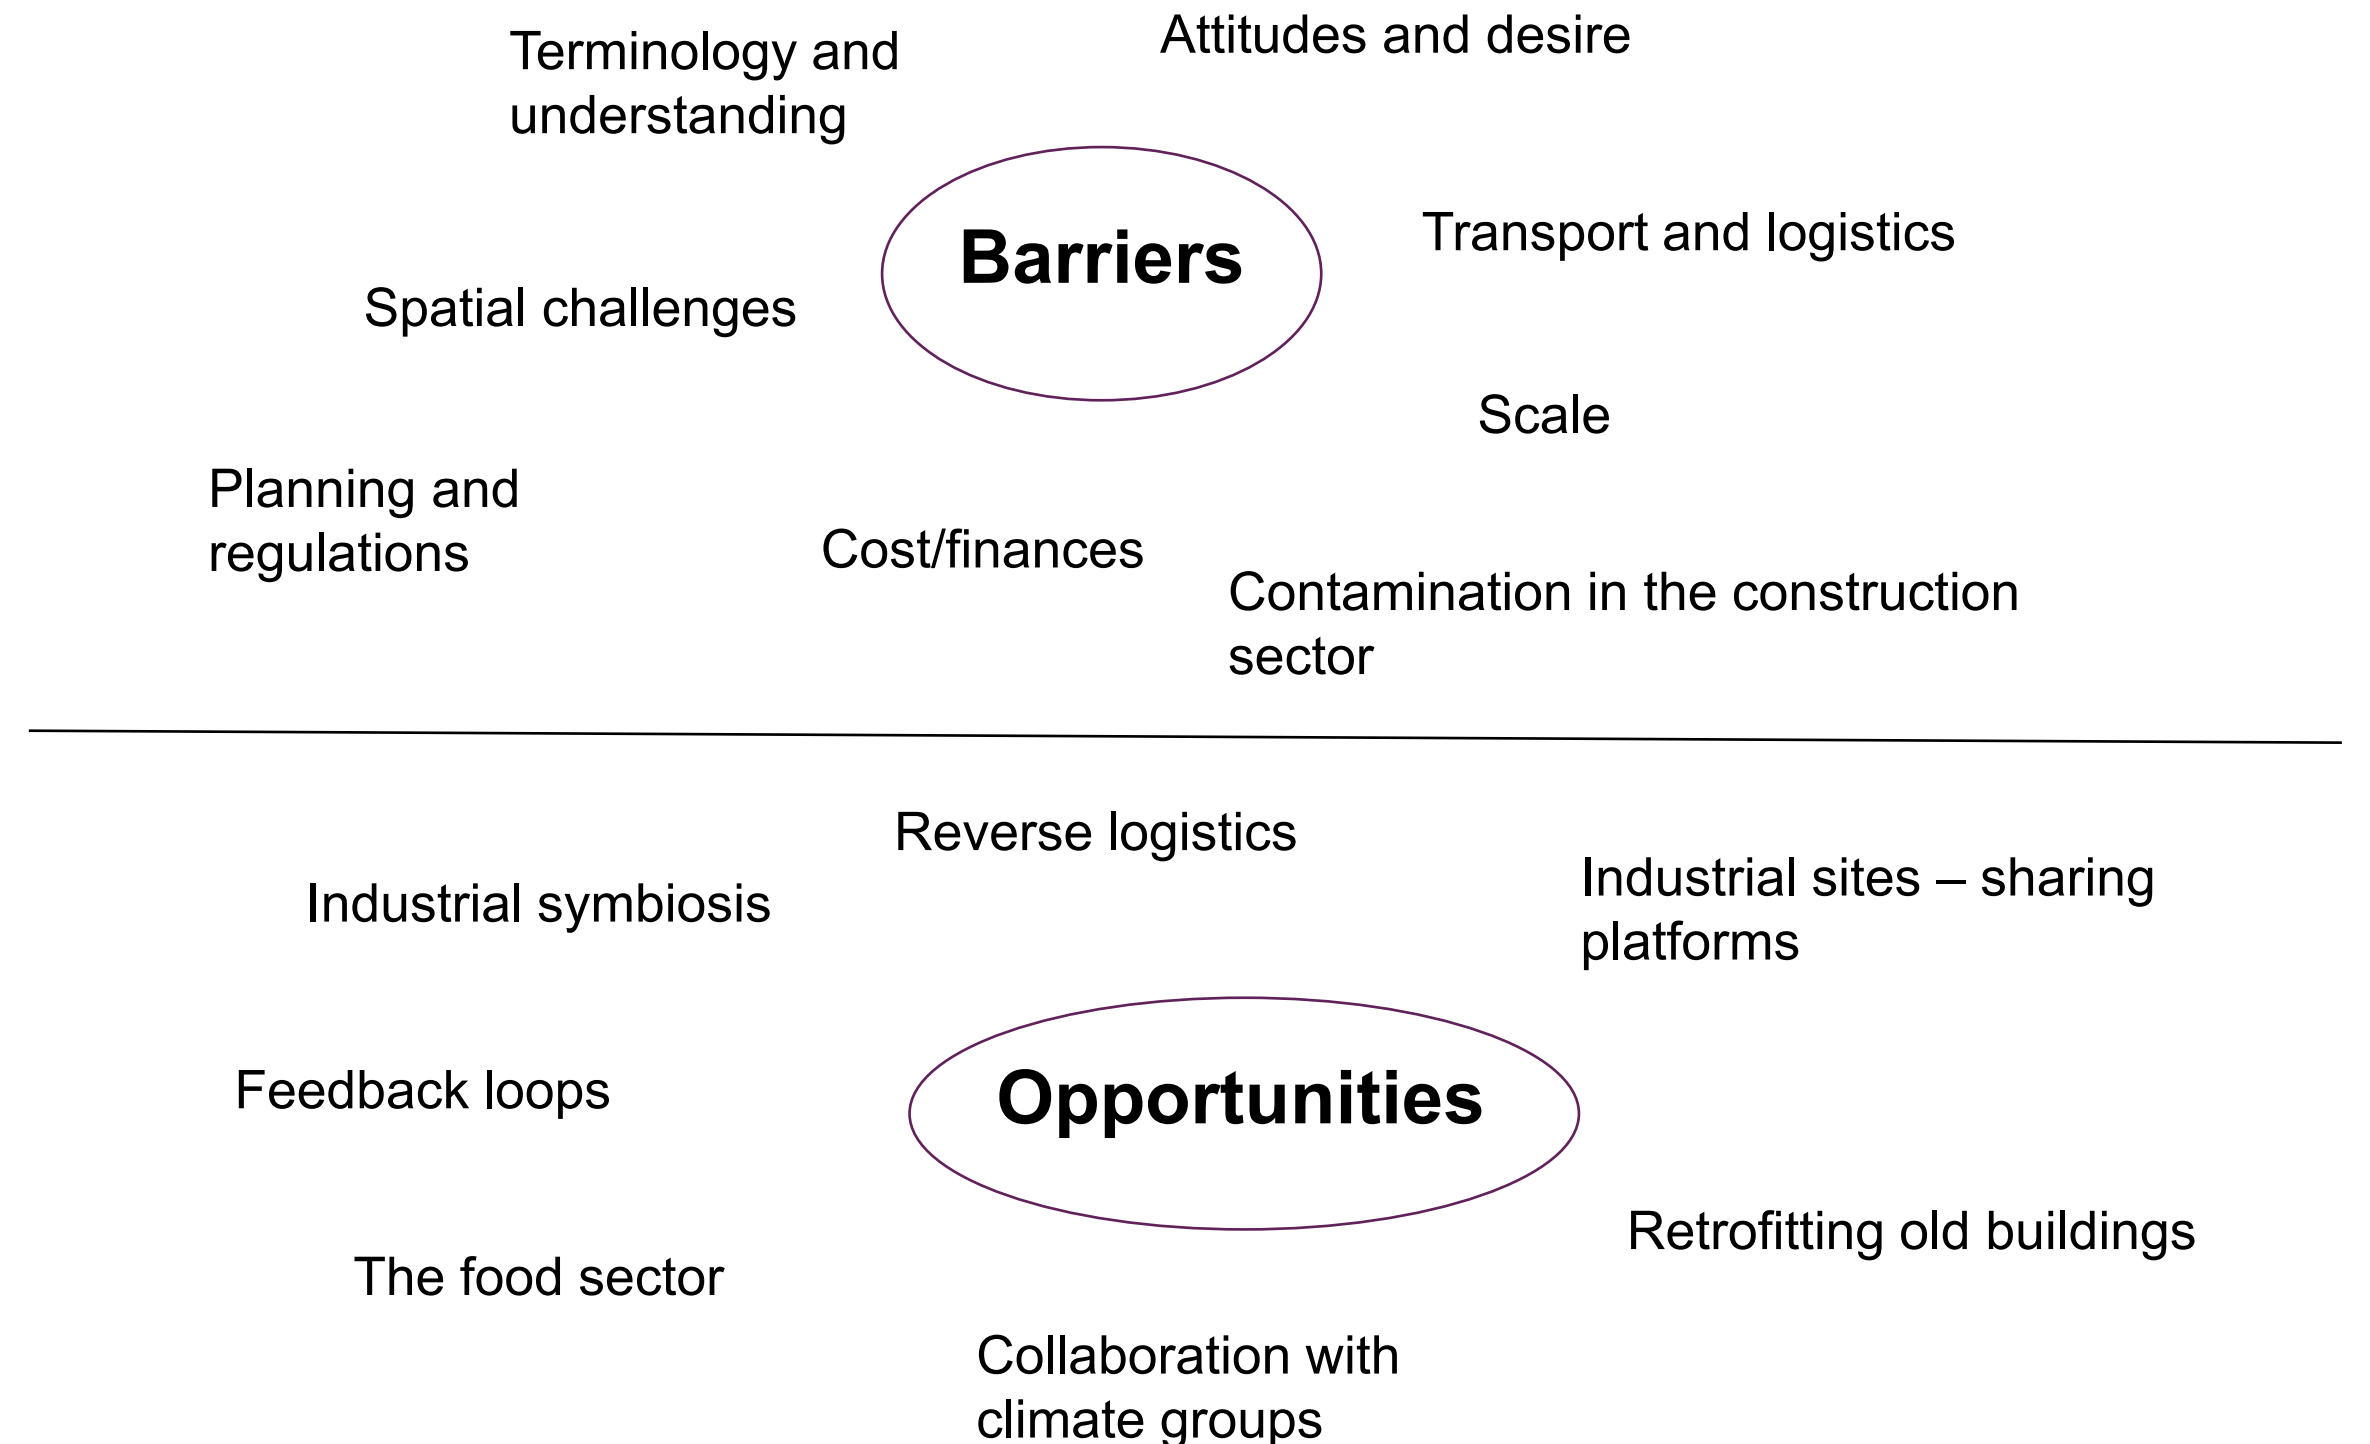 Attitudes and desire
Terminology and
understanding
Barriers
Transport and logistics
Spatial challenges
Scale
Planning and
regulations
Cost/finances
Contamination in the construction
sector
Reverse logistics
Industrial sites – sharing
platforms
Industrial symbiosis
Feedback loops
Opportunities
Retrofitting old buildings
The food sector
Collaboration with
climate groups